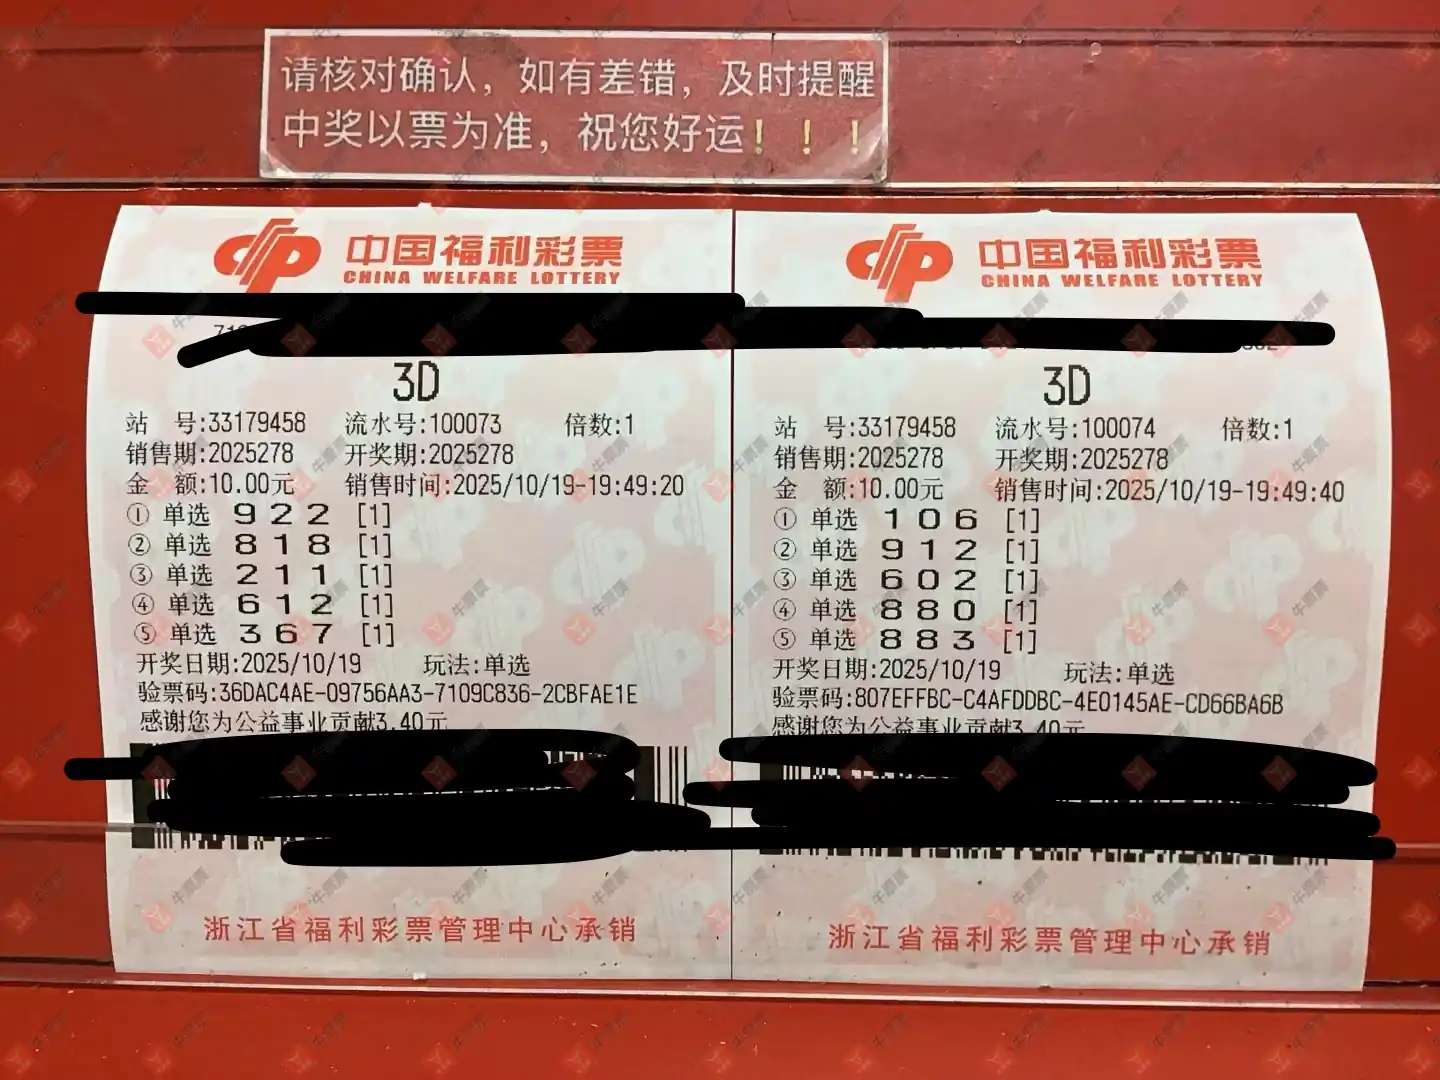 请核对确认，如有差错，及时提醒
中奖以票为准，祝您好运！！！
中国福利彩票
CHINA WELFARE LOTTERY
3D
站 号:33179458 流水号:100073 倍数:1
销售期:2025278 开奖期:2025278
金 额:10.00元 销售时间:2025/10/19-19:49:20
① 单选 9 2 2 [1]
② 单选 8 1 8 [1]
③ 单选 2 1 1 [1]
④ 单选 6 1 2 [1]
⑤ 单选 3 6 7 [1]
开奖日期:2025/10/19 玩法:单选
验票码:36DAC4AE-09756AA3-7109C836-2CBFAE1E
感谢您为公益事业贡献3.40元
浙江省福利彩票管理中心承销
中国福利彩票
CHINA WELFARE LOTTERY
3D
站 号:33179458 流水号:100074 倍数:1
销售期:2025278 开奖期:2025278
金 额:10.00元 销售时间:2025/10/19-19:49:40
① 单选 1 0 6 [1]
② 单选 9 1 2 [1]
③ 单选 6 0 2 [1]
④ 单选 8 8 0 [1]
⑤ 单选 8 8 3 [1]
开奖日期:2025/10/19 玩法:单选
验票码:807EFFBC-C4AFDDBC-4E0145AE-CD66BA6B
感谢您为公益事业贡献3.40元
浙江省福利彩票管理中心承销